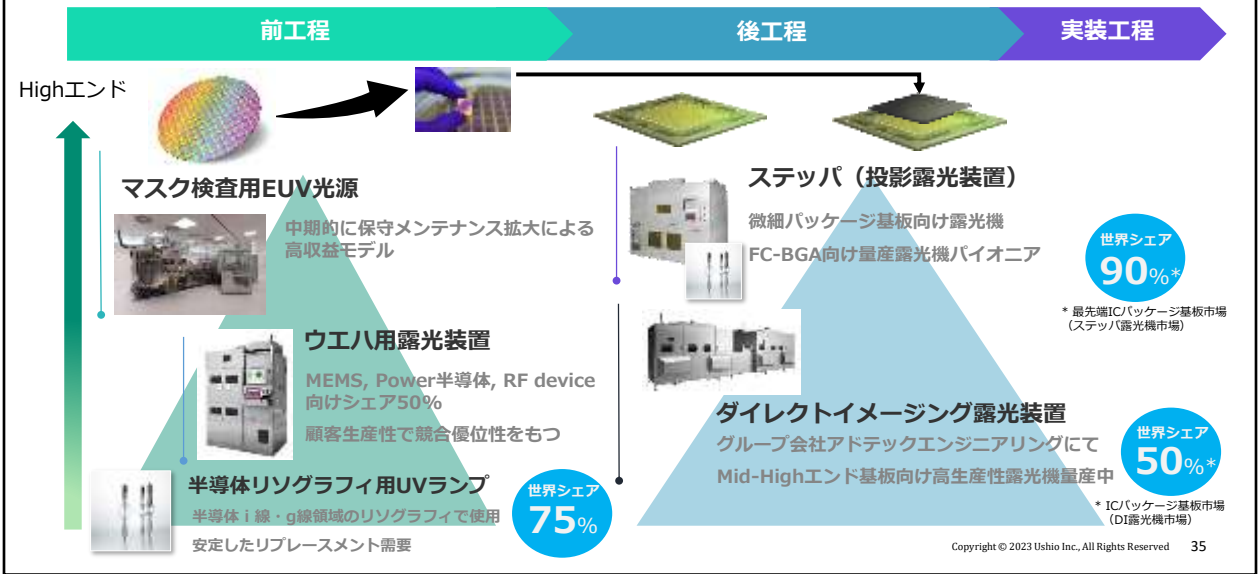 前工程
後工程
実装工程
Highエンド
マスク検査用EUV光源
中期的に保守メンテナンス拡大による
高収益モデル
ウエハ用露光装置
MEMS, Power半導体, RF device
向けシェア50%
顧客生産性で競合優位性をもつ
半導体リソグラフィ用UVランプ
半導体ｉ線・g線領域のリソグラフィで使用
安定したリプレースメント需要
世界シェア
75%
ステッパ（投影露光装置）
微細パッケージ基板向け露光機
FC-BGA向け量産露光機パイオニア
世界シェア
90%*
* 最先端ICパッケージ基板市場
（ステッパ露光機市場）
ダイレクトイメージング露光装置
グループ会社アドテックエンジニアリングにて
Mid-Highエンド基板向け高生産性露光機量産中
世界シェア
50%*
* ICパッケージ基板市場
（DI露光機市場）
Copyright © 2023 Ushio Inc., All Rights Reserved 35